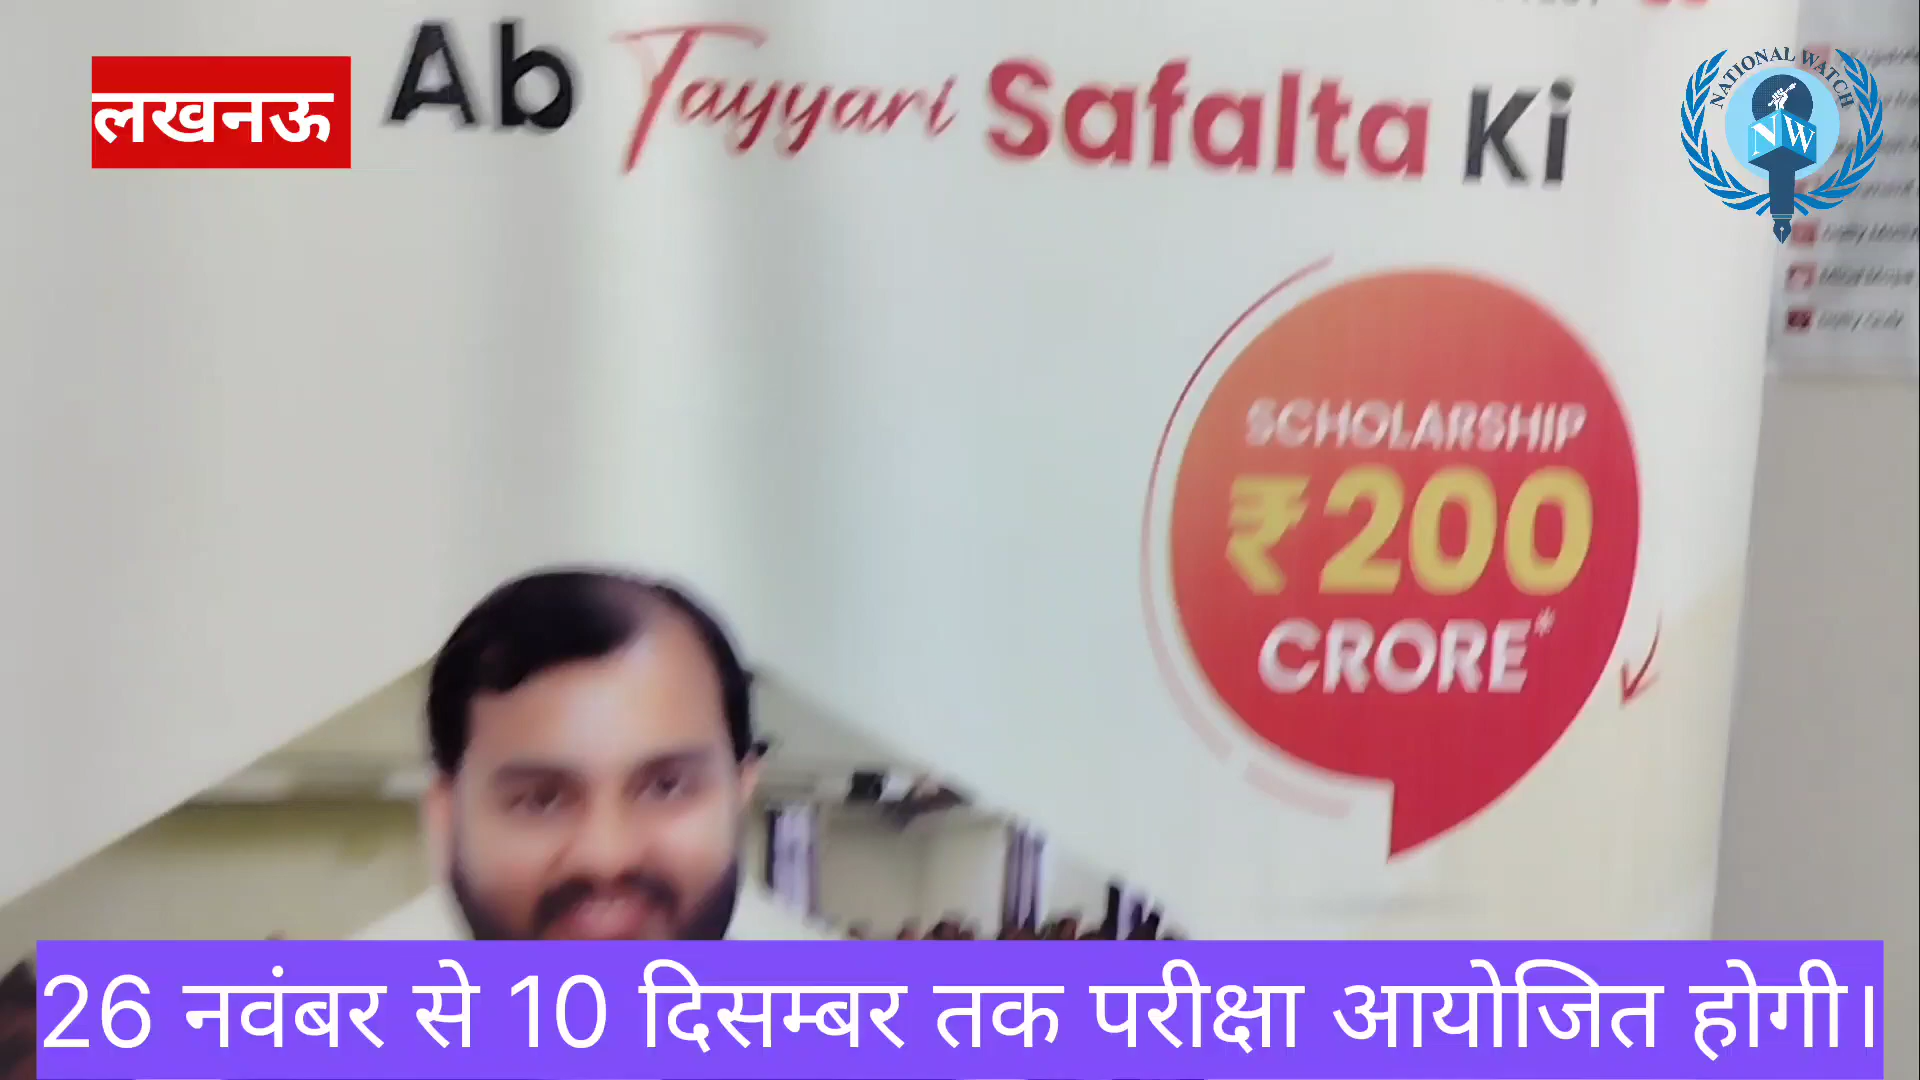 लखनऊ
Ab Tayyari Safalta Ki
NATIONAL WATCH
NW
SCHOLARSHIP
₹200
CRORE*
26 नवंबर से 10 दिसम्बर तक परीक्षा आयोजित होगी।